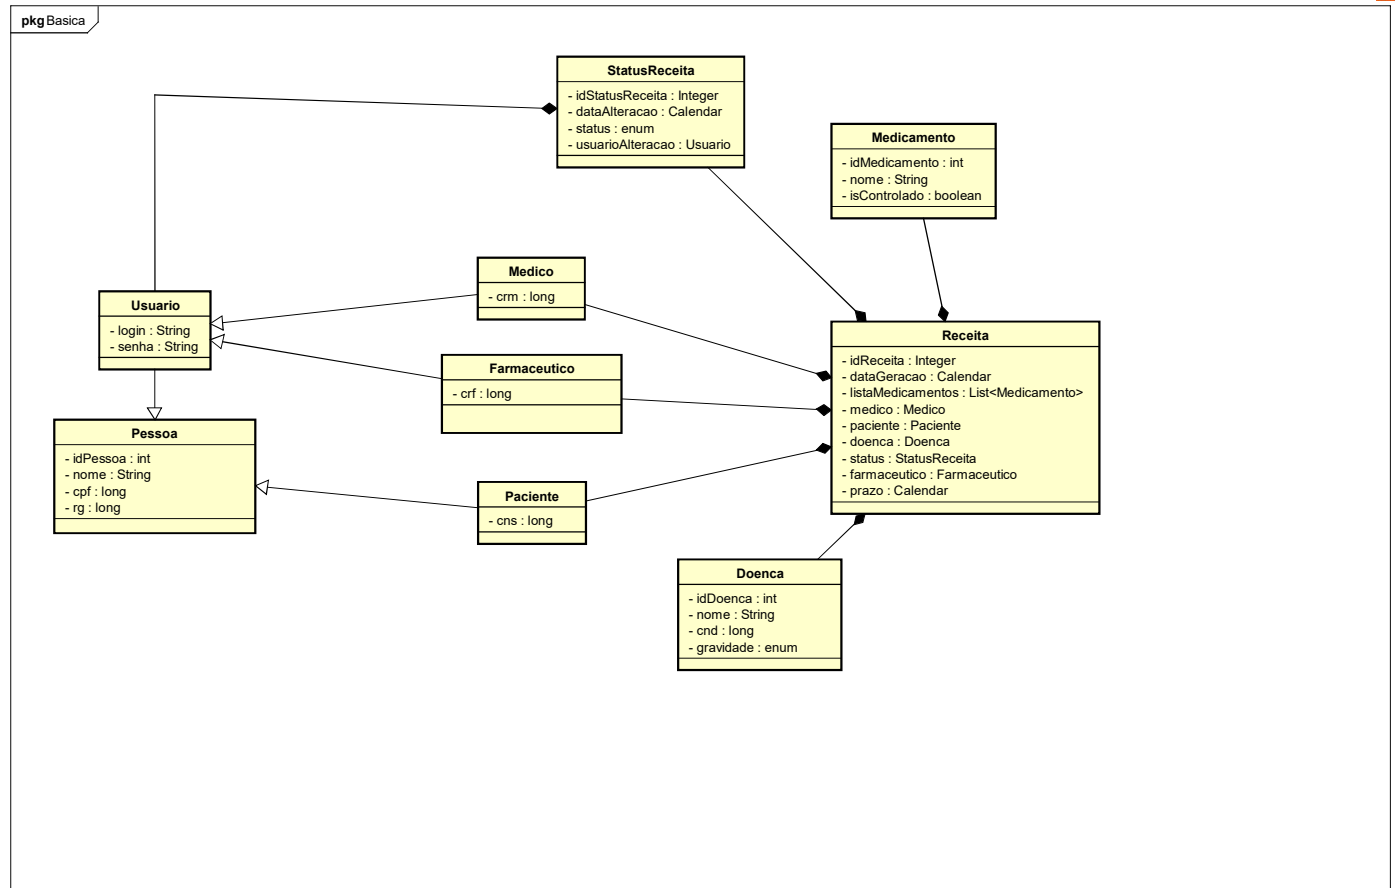 pkg Basica
StatusReceita
- idStatusReceita : Integer
- dataAlteracao : Calendar
- status : enum
- usuarioAlteracao : Usuario
Medicamento
- idMedicamento : int
- nome : String
- isControlado : boolean
Medico
- crm : long
Usuario
- login : String
- senha : String
Farmaceutico
- crf : long
Receita
- idReceita : Integer
- dataGeracao : Calendar
- listaMedicamentos : List<Medicamento>
- medico : Medico
- paciente : Paciente
- doenca : Doenca
- status : StatusReceita
- farmaceutico : Farmaceutico
- prazo : Calendar
Pessoa
- idPessoa : int
- nome : String
- cpf : long
- rg : long
Paciente
- cns : long
Doenca
- idDoenca : int
- nome : String
- cnd : long
- gravidade : enum